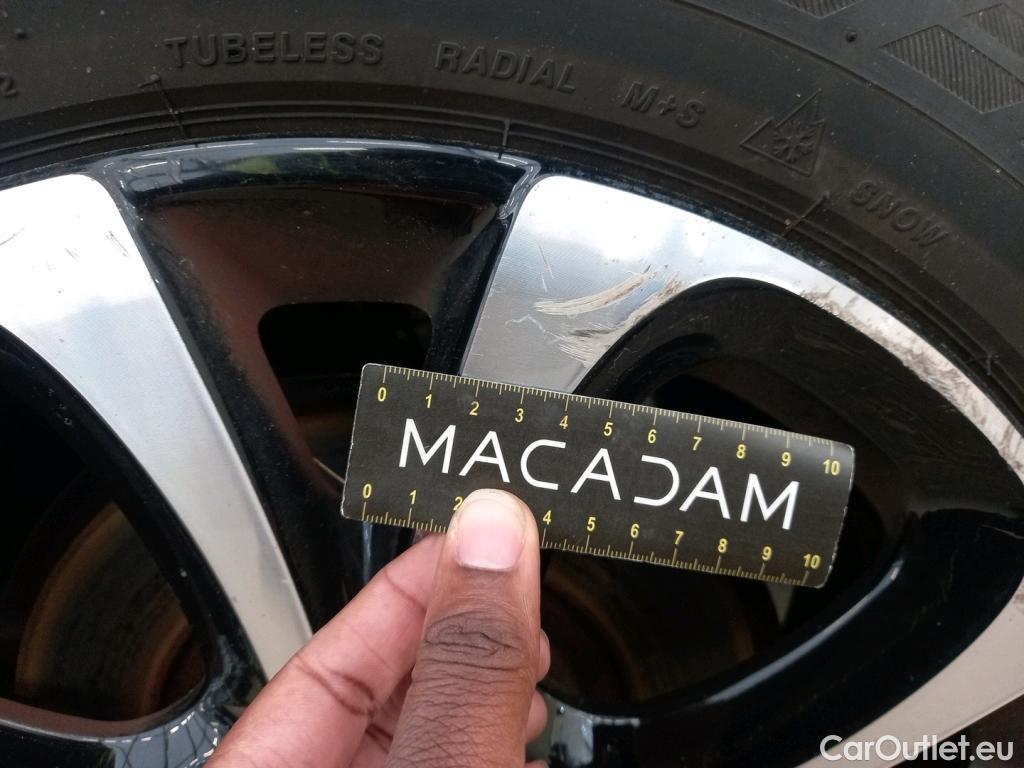 2
TUBELESS RADIAL M+S
SNOW
0 1 2 3 4 5 6 7 8 9 10
MACADAM
0 1 2 4 5 6 7 8 9 10
CarOutlet.eu